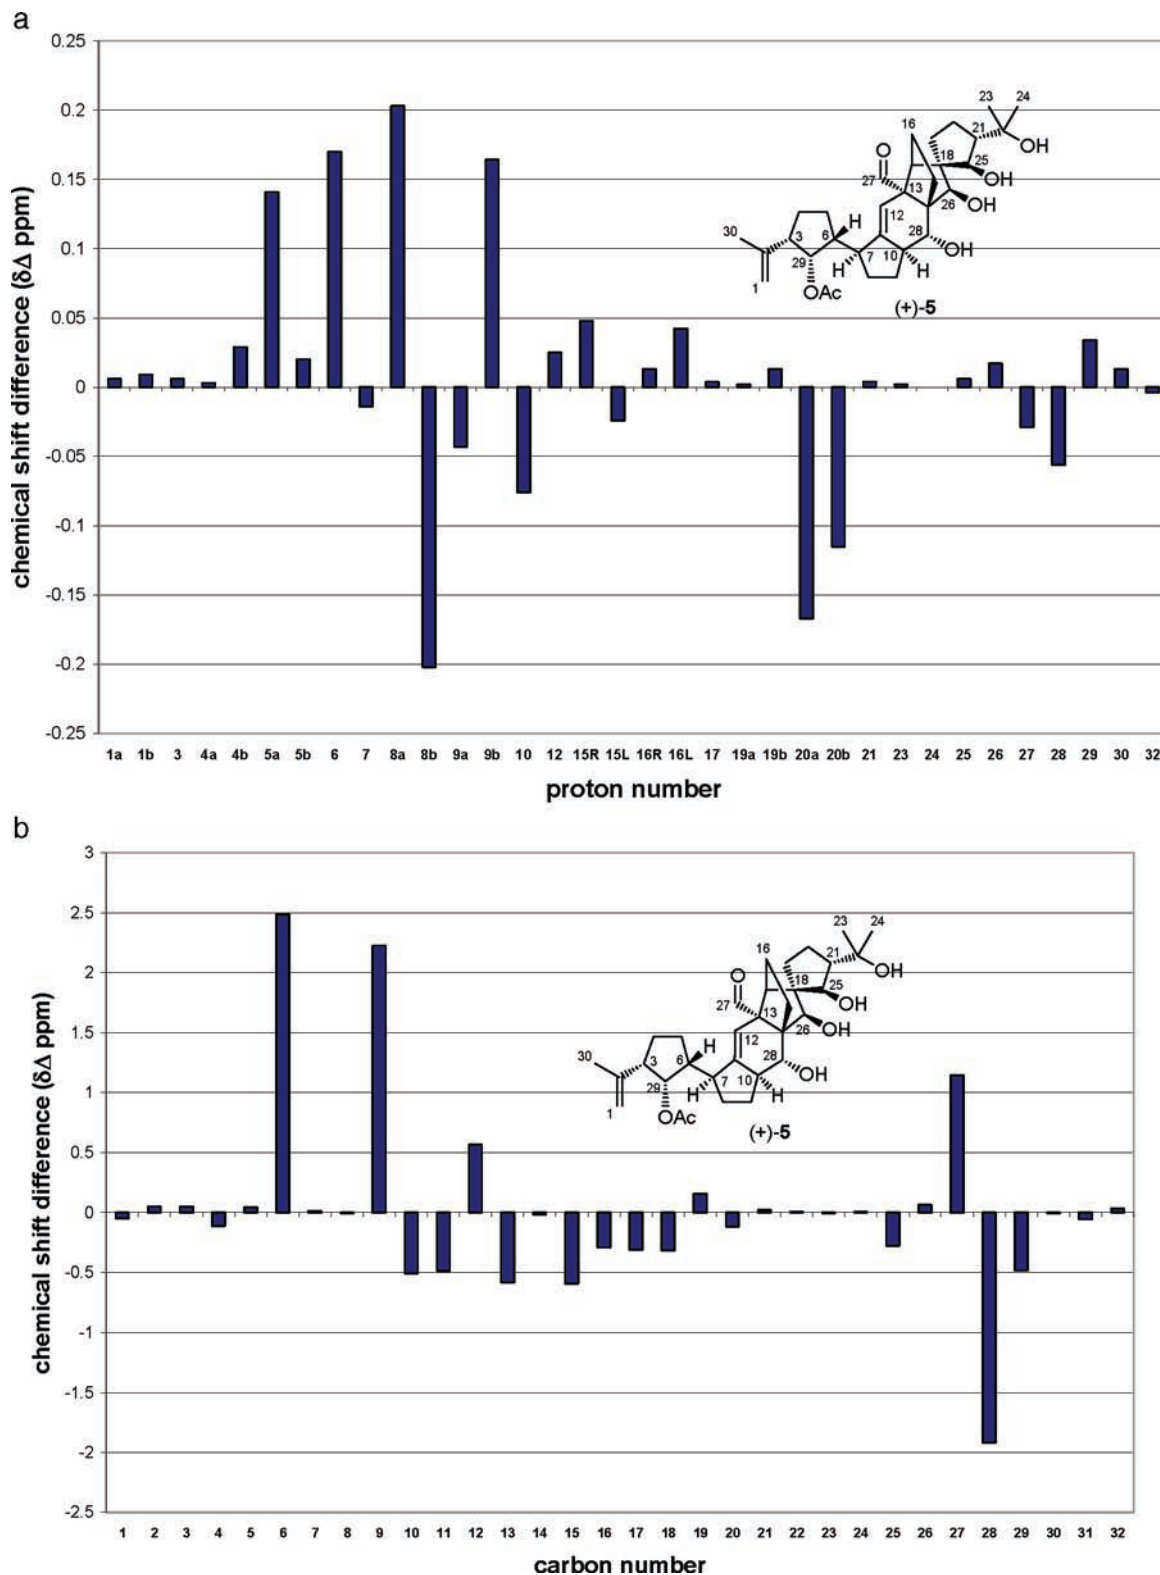 a
chemical shift difference (δΔ ppm)
0.25
0.2
0.15
0.1
0.05
0
-0.05
-0.1
-0.15
-0.2
-0.25
23
24
16
21
OH
O
18
25
OH
27
13
26
OH
12
H
30
3
6
28
OH
29
H
7
10
H
1
OAc
(+)-5
1a 1b 3 4a 4b 5a 5b 6 7 8a 8b 9a 9b 10 12 15R 15L 16R 16L 17 19a 19b 20a 20b 21 23 24 25 26 27 28 29 30 32
proton number
b
chemical shift difference (δΔ ppm)
3
2.5
2
1.5
1
0.5
0
-0.5
-1
-1.5
-2
-2.5
23
24
16
21
OH
O
18
25
OH
27
13
26
OH
12
H
30
3
6
28
OH
29
H
7
10
H
1
OAc
(+)-5
1 2 3 4 5 6 7 8 9 10 11 12 13 14 15 16 17 18 19 20 21 22 23 24 25 26 27 28 29 30 31 32
carbon number